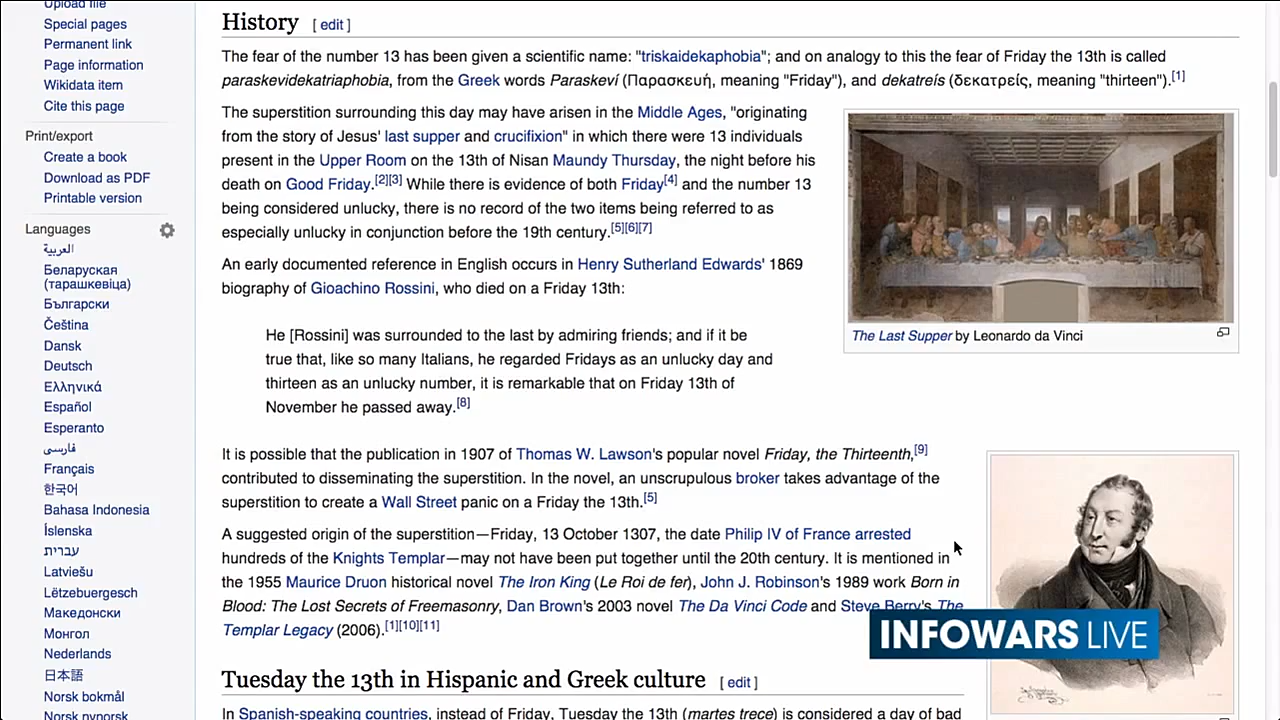 Upload file
Special pages
Permanent link
Page information
Wikidata item
Cite this page
Print/export
Create a book
Download as PDF
Printable version
Languages
العربية
Беларуская
(тарашкевіца)
Български
Čeština
Dansk
Deutsch
Ελληνικά
Español
Esperanto
فارسی
Français
한국어
Bahasa Indonesia
Íslenska
עברית
Latviešu
Lëtzebuergesch
Македонски
Монгол
Nederlands
日本語
Norsk bokmål
Norsk nynorsk
History [ edit ]
The fear of the number 13 has been given a scientific name: "triskaidekaphobia"; and on analogy to this the fear of Friday the 13th is called
paraskevidekatriaphobia, from the Greek words Paraskeví (Παρασκευή, meaning "Friday"), and dekatreís (δεκατρείς, meaning "thirteen").[1]
The superstition surrounding this day may have arisen in the Middle Ages, "originating
from the story of Jesus' last supper and crucifixion" in which there were 13 individuals
present in the Upper Room on the 13th of Nisan Maundy Thursday, the night before his
death on Good Friday.[2][3] While there is evidence of both Friday[4] and the number 13
being considered unlucky, there is no record of the two items being referred to as
especially unlucky in conjunction before the 19th century.[5][6][7]
The Last Supper by Leonardo da Vinci
An early documented reference in English occurs in Henry Sutherland Edwards' 1869
biography of Gioachino Rossini, who died on a Friday 13th:
He [Rossini] was surrounded to the last by admiring friends; and if it be
true that, like so many Italians, he regarded Fridays as an unlucky day and
thirteen as an unlucky number, it is remarkable that on Friday 13th of
November he passed away.[8]
It is possible that the publication in 1907 of Thomas W. Lawson's popular novel Friday, the Thirteenth,[9]
contributed to disseminating the superstition. In the novel, an unscrupulous broker takes advantage of the
superstition to create a Wall Street panic on a Friday the 13th.[5]
A suggested origin of the superstition—Friday, 13 October 1307, the date Philip IV of France arrested
hundreds of the Knights Templar—may not have been put together until the 20th century. It is mentioned in
the 1955 Maurice Druon historical novel The Iron King (Le Roi de fer), John J. Robinson's 1989 work Born in
Blood: The Lost Secrets of Freemasonry, Dan Brown's 2003 novel The Da Vinci Code and Steve Berry's The
Templar Legacy (2006).[1][10][11]
INFOWARS LIVE
Tuesday the 13th in Hispanic and Greek culture [ edit ]
In Spanish-speaking countries, instead of Friday, Tuesday the 13th (martes trece) is considered a day of bad